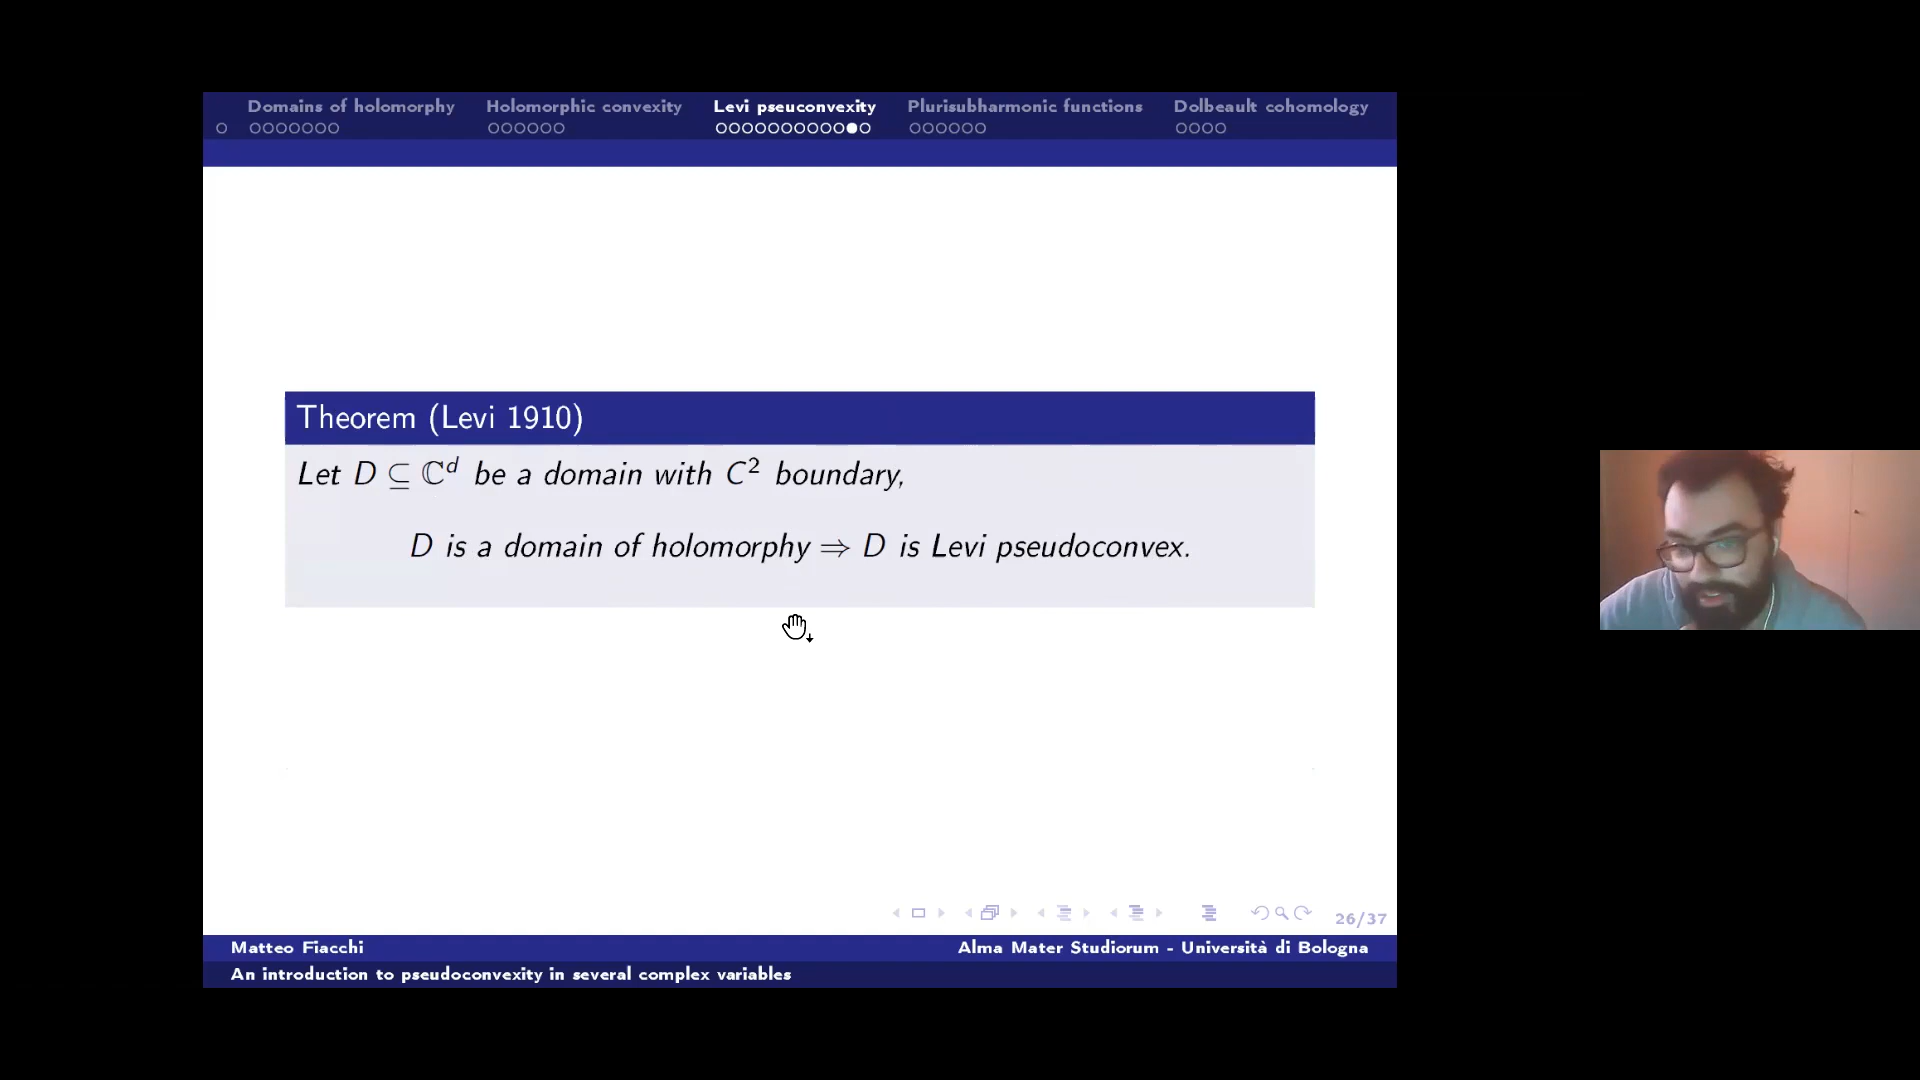 Domains of holomorphy Holomorphic convexity Levi pseuconvexity Plurisubharmonic functions Dolbeault cohomology
Theorem (Levi 1910)
Let D ⊆ ℂ^d be a domain with C² boundary,
D is a domain of holomorphy ⇒ D is Levi pseudoconvex.
26/37
Matteo Fiacchi Alma Mater Studiorum - Università di Bologna
An introduction to pseudoconvexity in several complex variables